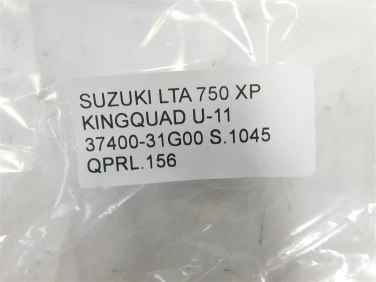 SUZUKI LTA 750 XP
KINGQUAD U-11
37400-31G00 S.1045
QPRL.156